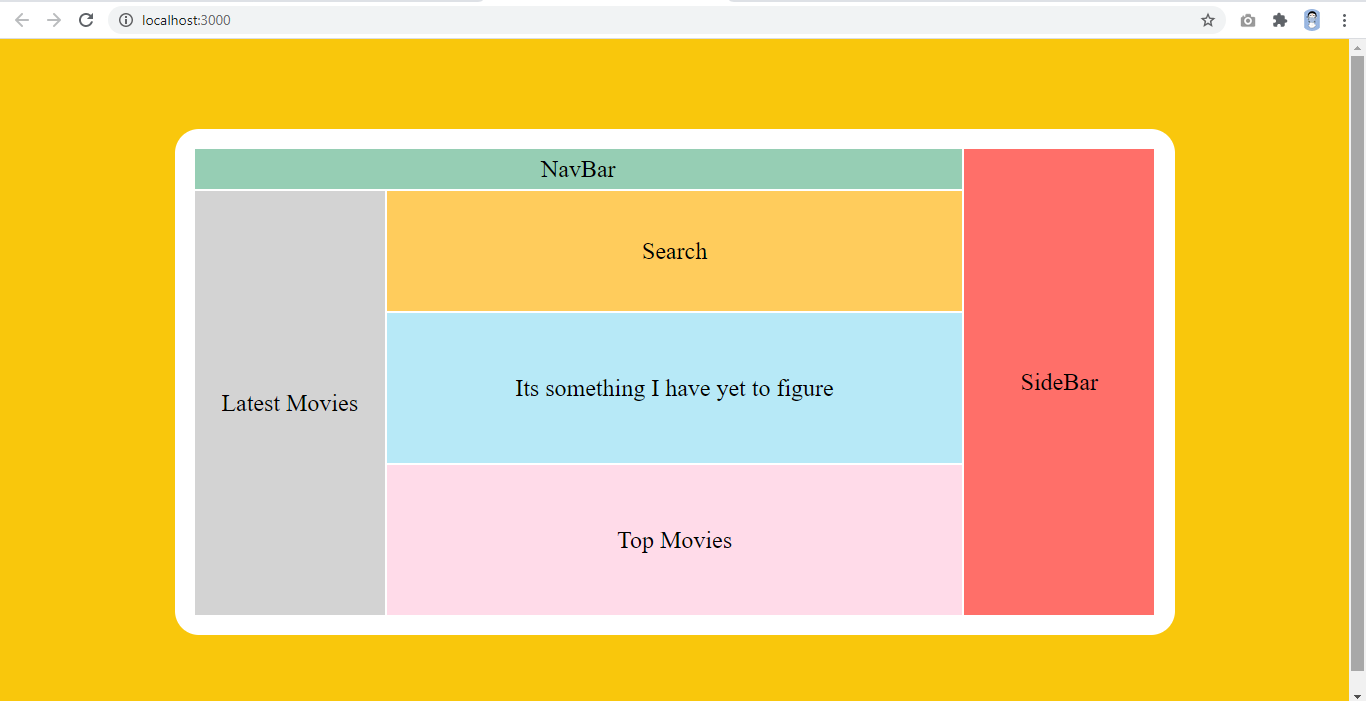 localhost:3000
NavBar
Search
Latest Movies
Its something I have yet to figure
SideBar
Top Movies